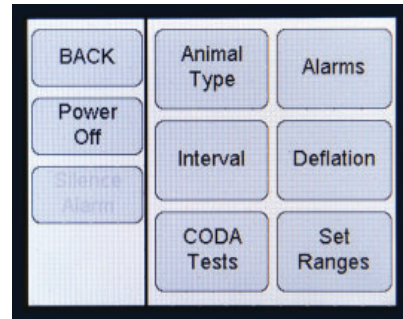 BACK
Power
Off
Silence
Alarm
Animal
Type
Alarms
Interval
Deflation
CODA
Tests
Set
Ranges